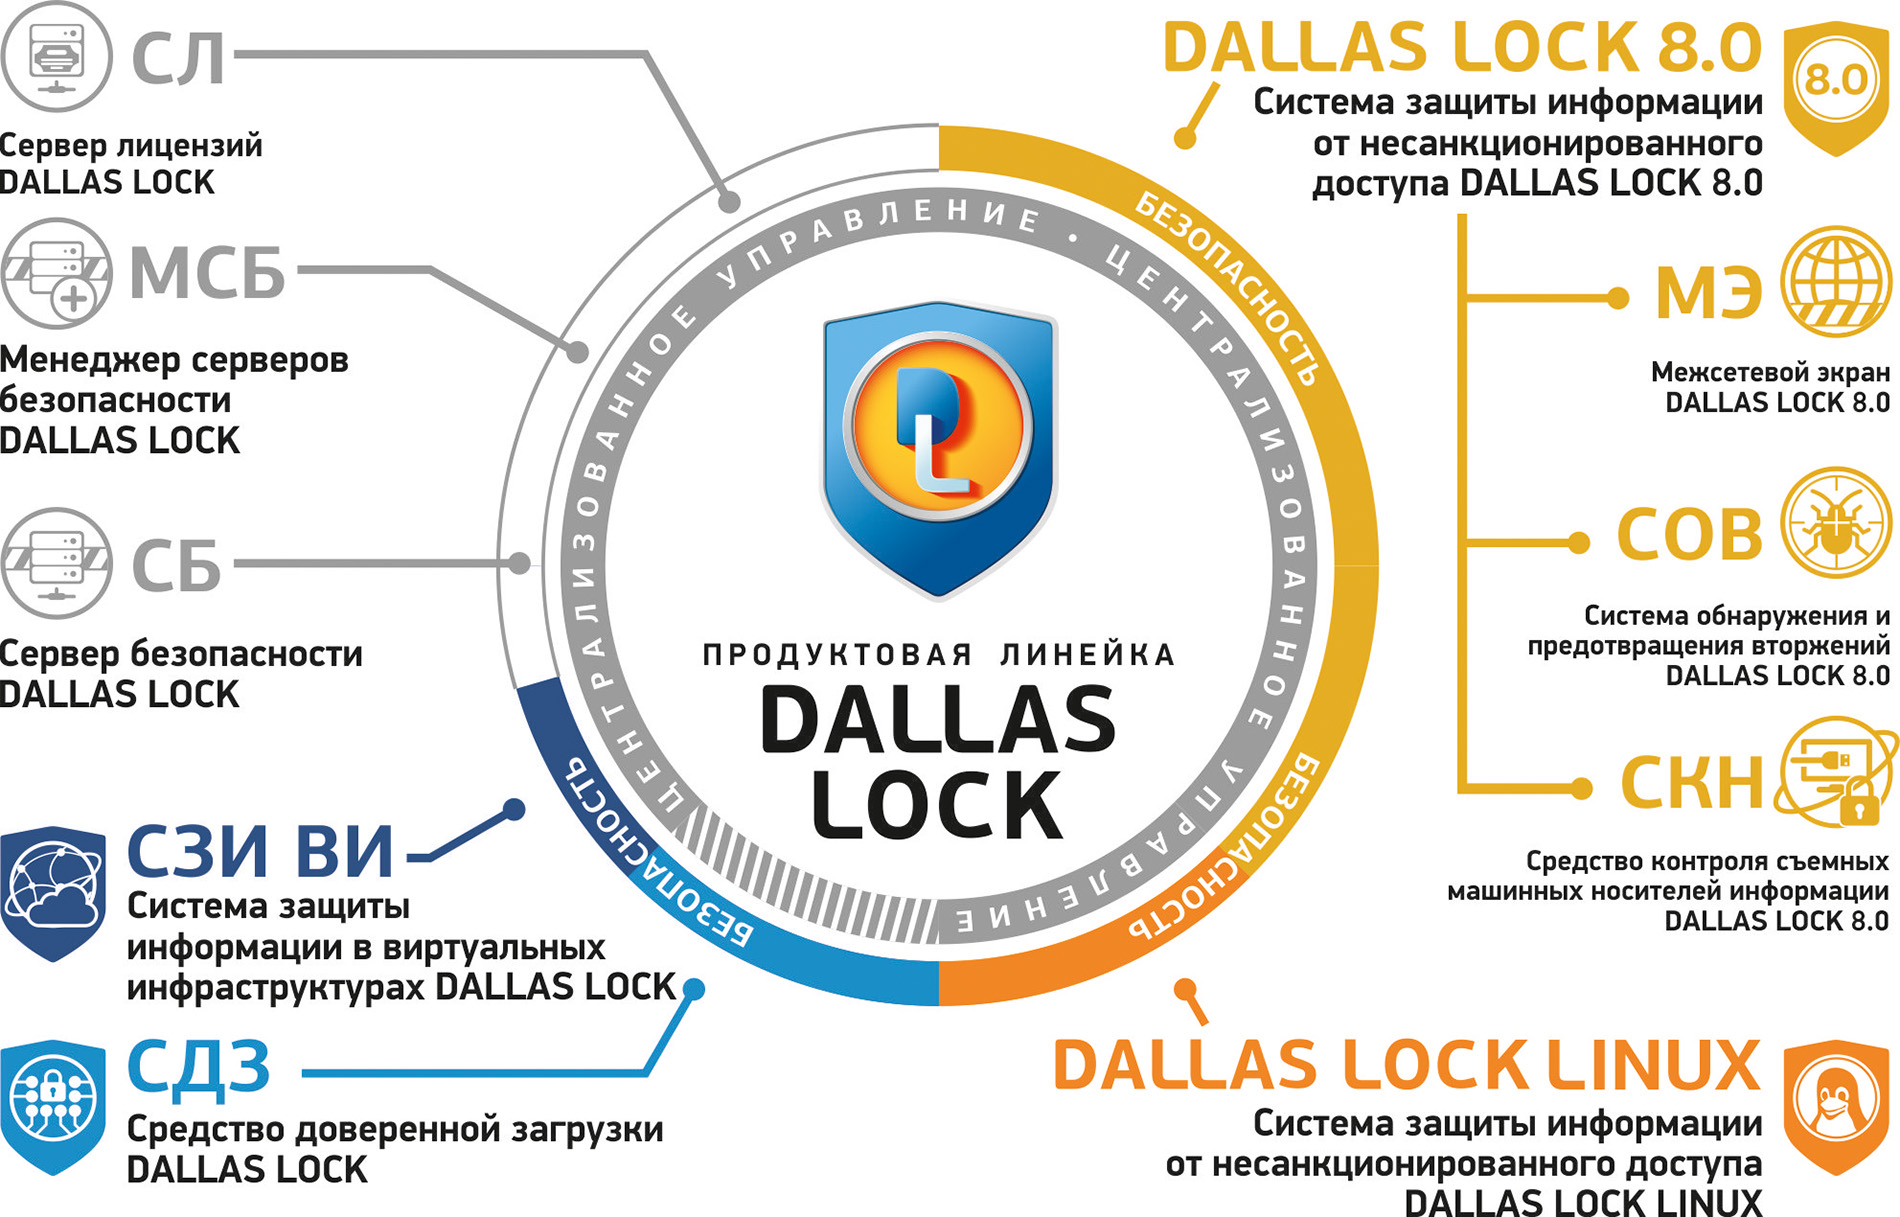 СЛ
Сервер лицензий
DALLAS LOCK
МСБ
Менеджер серверов
безопасности
DALLAS LOCK
СБ
Сервер безопасности
DALLAS LOCK
СЗИ ВИ
Система защиты
информации в виртуальных
инфраструктурах DALLAS LOCK
СДЗ
Средство доверенной загрузки
DALLAS LOCK
ЦЕНТРАЛИЗОВАННОЕ УПРАВЛЕНИЕ • ЦЕНТРАЛИЗОВАННОЕ УПРАВЛЕНИЕ
БЕЗОПАСНОСТЬ
БЕЗОПАСНОСТЬ
БЕЗОПАСНОСТЬ
БЕЗОПАСНОСТЬ
DL
ПРОДУКТОВАЯ ЛИНЕЙКА
DALLAS
LOCK
DALLAS LOCK 8.0
8.0
Система защиты информации
от несанкционированного
доступа DALLAS LOCK 8.0
МЭ
Межсетевой экран
DALLAS LOCK 8.0
СОВ
Система обнаружения и
предотвращения вторжений
DALLAS LOCK 8.0
СКН
Средство контроля съемных
машинных носителей информации
DALLAS LOCK 8.0
DALLAS LOCK LINUX
Система защиты информации
от несанкционированного доступа
DALLAS LOCK LINUX